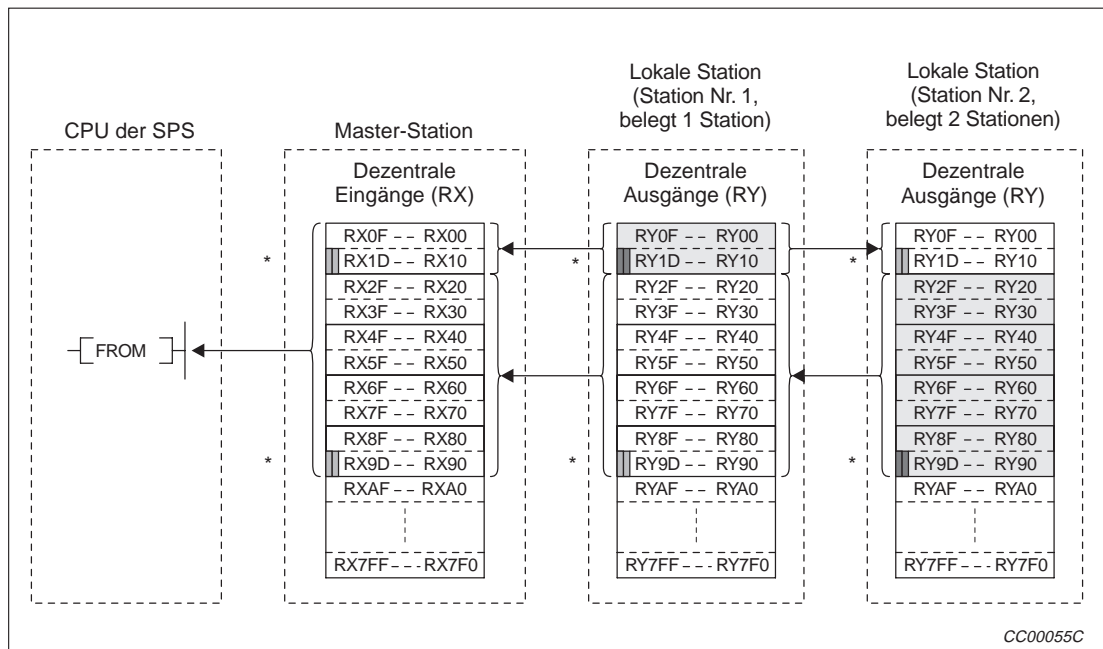 CPU der SPS
Master-Station
Lokale Station
(Station Nr. 1,
belegt 1 Station)
Lokale Station
(Station Nr. 2,
belegt 2 Stationen)
Dezentrale
Eingänge (RX)
RX0F -- RX00
* RX1D -- RX10
RX2F -- RX20
RX3F -- RX30
RX4F -- RX40
RX5F -- RX50
RX6F -- RX60
RX7F -- RX70
RX8F -- RX80
* RX9D -- RX90
RXAF -- RXA0
RX7FF --- RX7F0
FROM
Dezentrale
Ausgänge (RY)
RY0F -- RY00
* RY1D -- RY10
RY2F -- RY20
RY3F -- RY30
RY4F -- RY40
RY5F -- RY50
RY6F -- RY60
RY7F -- RY70
RY8F -- RY80
* RY9D -- RY90
RYAF -- RYA0
RY7FF --- RY7F0
Dezentrale
Ausgänge (RY)
RY0F -- RY00
* RY1D -- RY10
RY2F -- RY20
RY3F -- RY30
RY4F -- RY40
RY5F -- RY50
RY6F -- RY60
RY7F -- RY70
RY8F -- RY80
* RY9D -- RY90
RYAF -- RYA0
RY7FF --- RY7F0
CC00055C